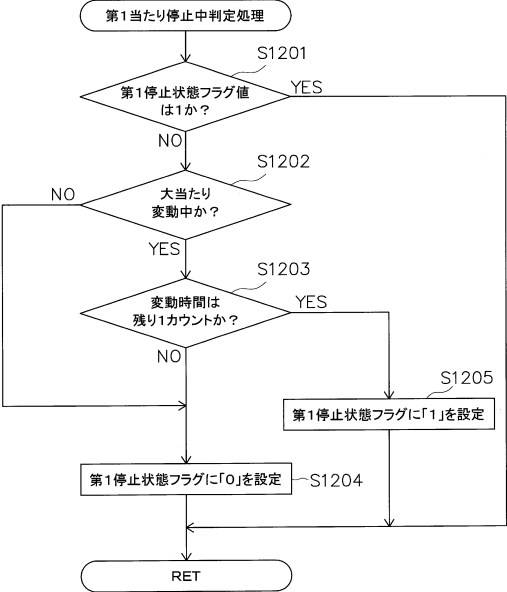 第1当たり停止中判定処理
S1201
第1停止状態フラグ値
は1か？
YES
NO
S1202
大当たり
変動中か？
NO
YES
S1203
変動時間は
残り1カウントか？
YES
NO
S1205
第1停止状態フラグに「1」を設定
第1停止状態フラグに「0」を設定
S1204
RET